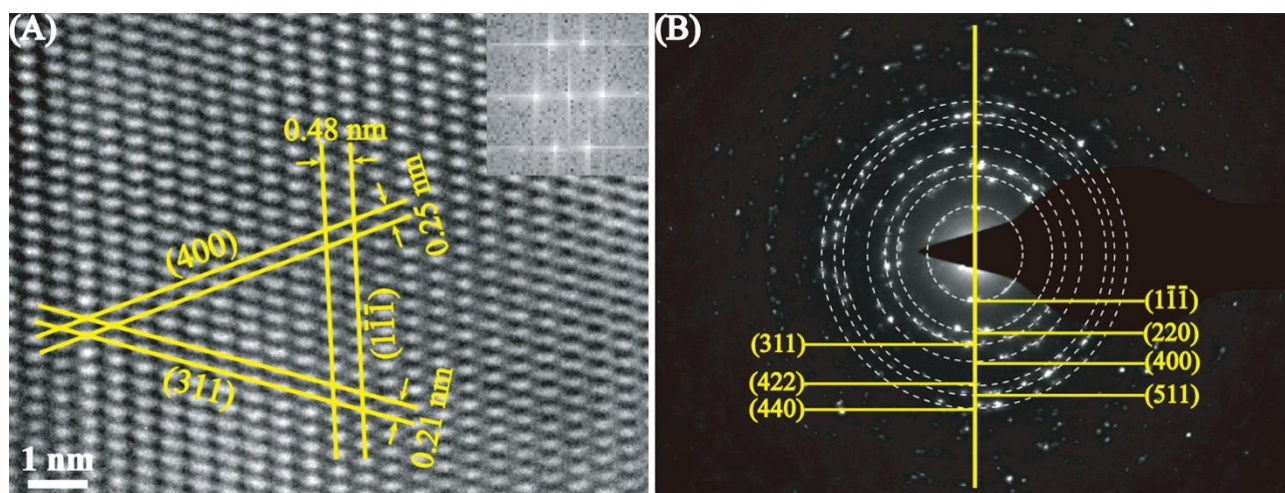 (A)
0.48 nm
0.25 nm
(400)
(11̄1̄)
(311)
0.21 nm
1 nm
(B)
(11̄1̄)
(220)
(311)
(400)
(422)
(511)
(440)